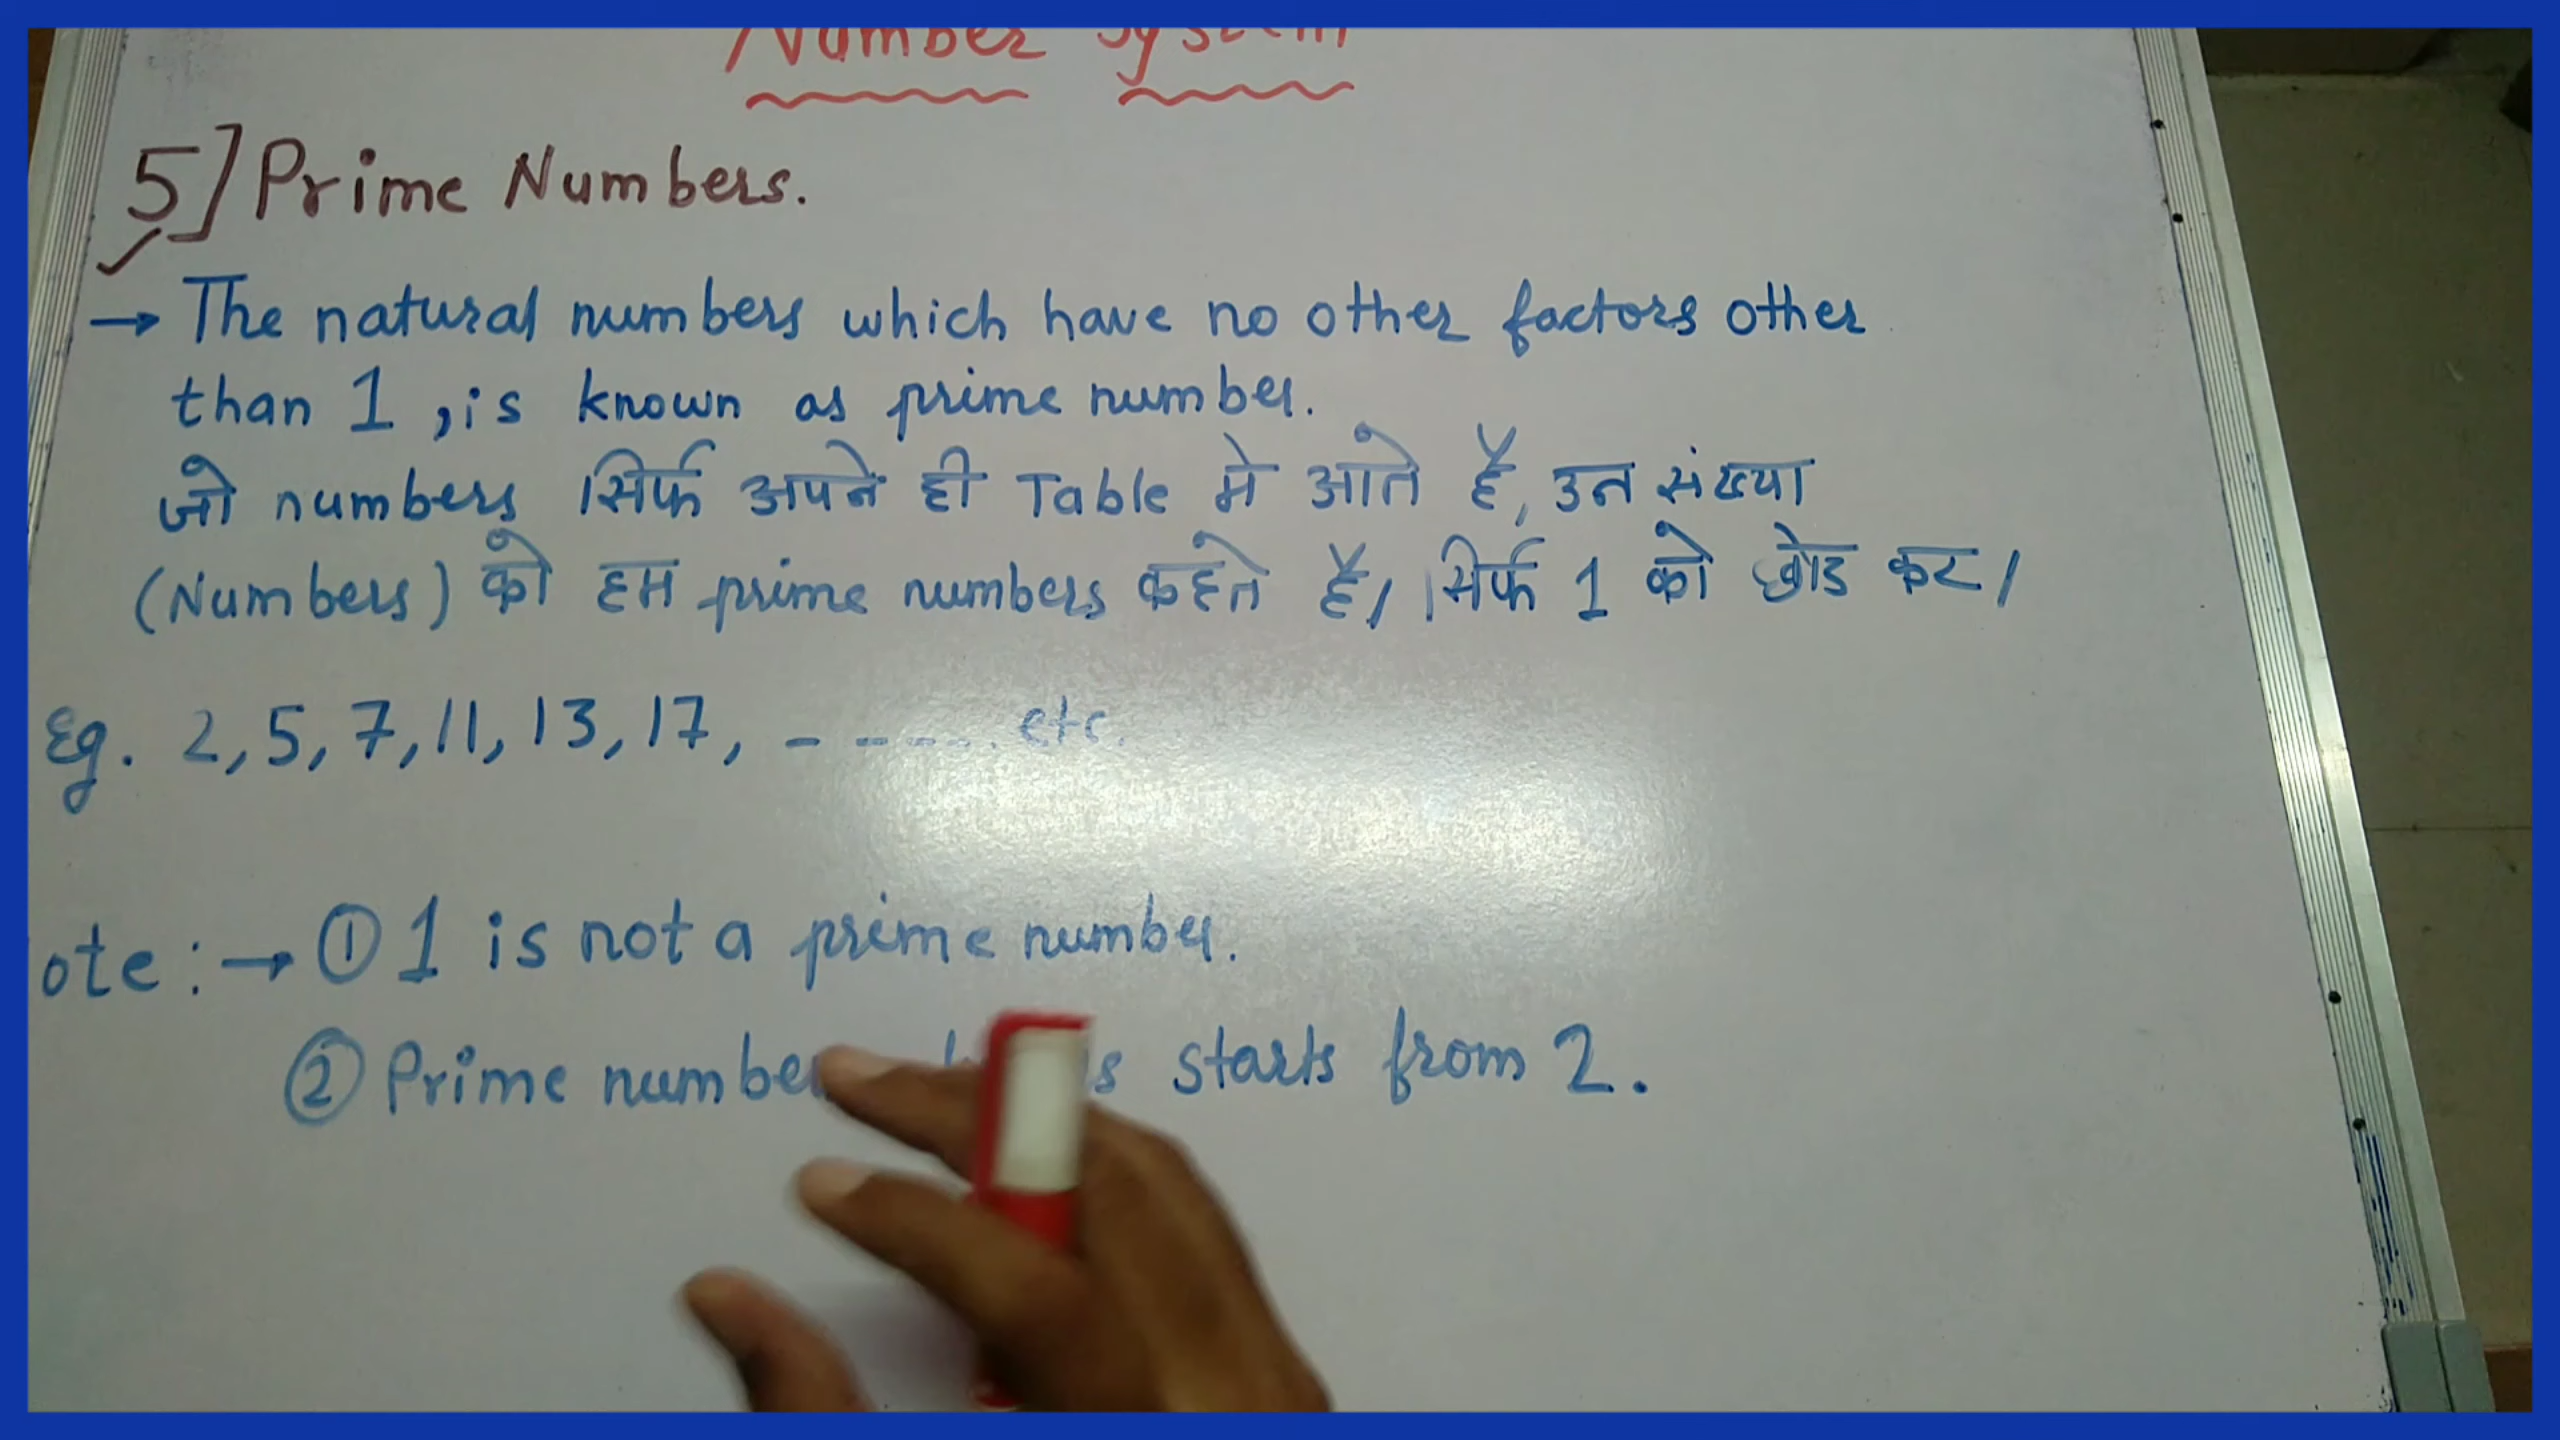 Number System
5] Prime Numbers.
→ The natural numbers which have no other factors other
than 1, is known as prime number.
जो numbers सिर्फ अपने ही Table मे आते हैं, उन संख्या
(Numbers) को हम prime numbers कहते हैं। सिर्फ 1 को छोड कर।
Eg. 2, 5, 7, 11, 13, 17, - - - - -. etc.
ote :→ ① 1 is not a prime number.
② Prime number starts from 2.